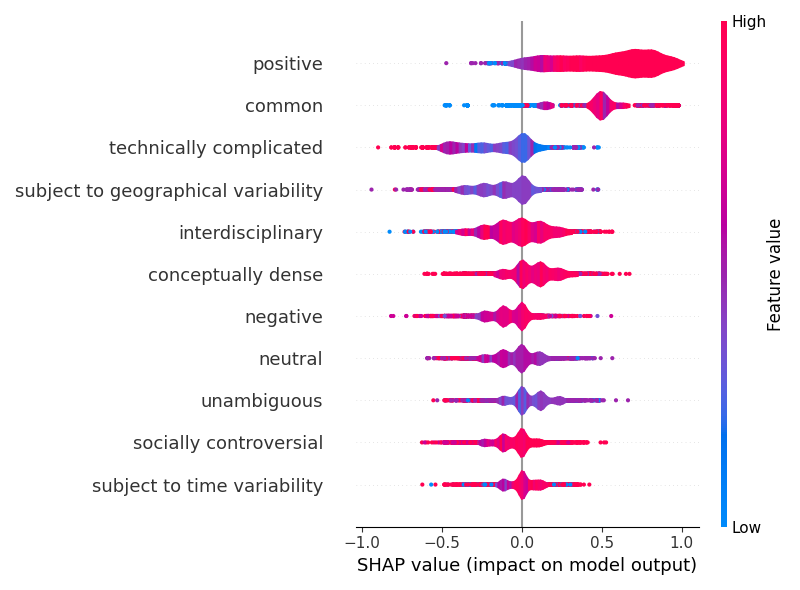 High
positive
common
technically complicated
subject to geographical variability
interdisciplinary
conceptually dense
negative
neutral
unambiguous
socially controversial
subject to time variability
Feature value
Low
−1.0 −0.5 0.0 0.5 1.0
SHAP value (impact on model output)